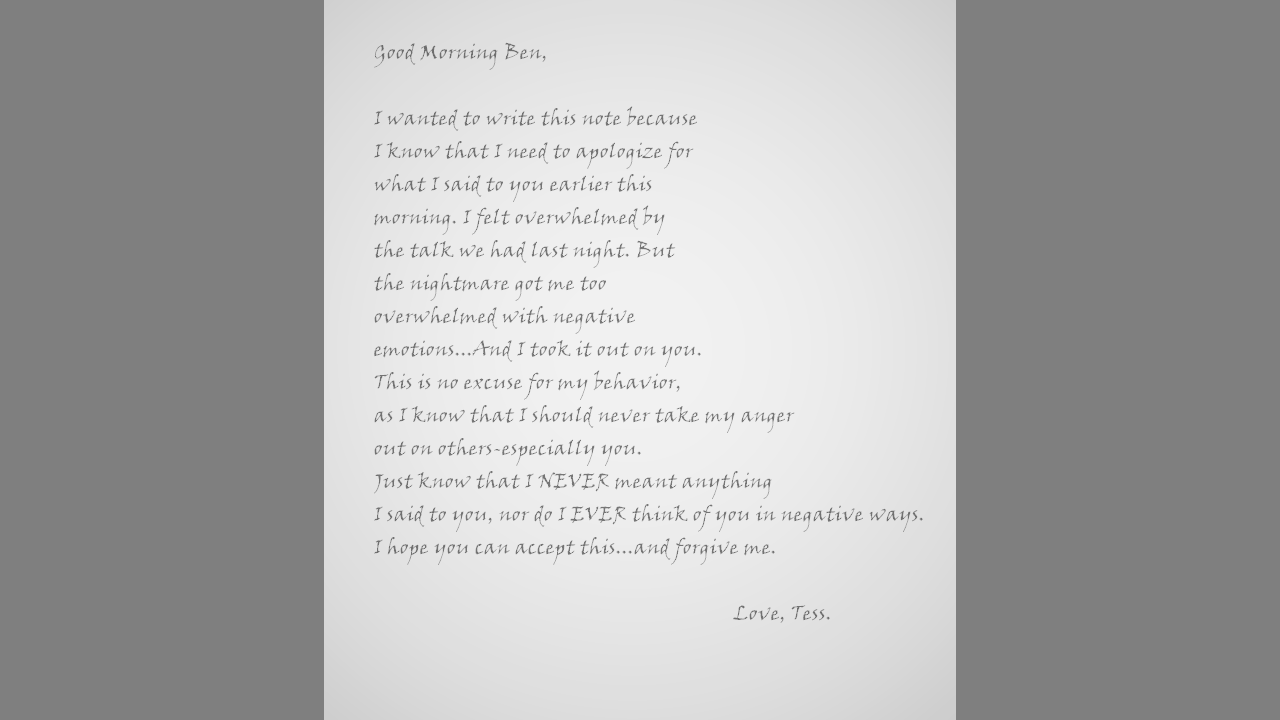 Good Morning Ben,
I wanted to write this note because
I know that I need to apologize for
what I said to you earlier this
morning. I felt overwhelmed by
the talk we had last night. But
the nightmare got me too
overwhelmed with negative
emotions...And I took it out on you.
This is no excuse for my behavior,
as I know that I should never take my anger
out on others-especially you.
Just know that I NEVER meant anything
I said to you, nor do I EVER think of you in negative ways.
I hope you can accept this...and forgive me.
Love, Tess.